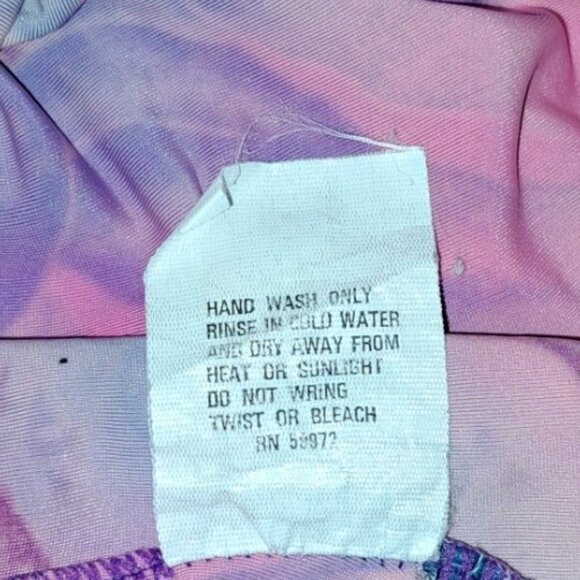 HAND WASH ONLY
RINSE IN COLD WATER
AND DRY AWAY FROM
HEAT OR SUNLIGHT
DO NOT WRING
TWIST OR BLEACH
RN 59972